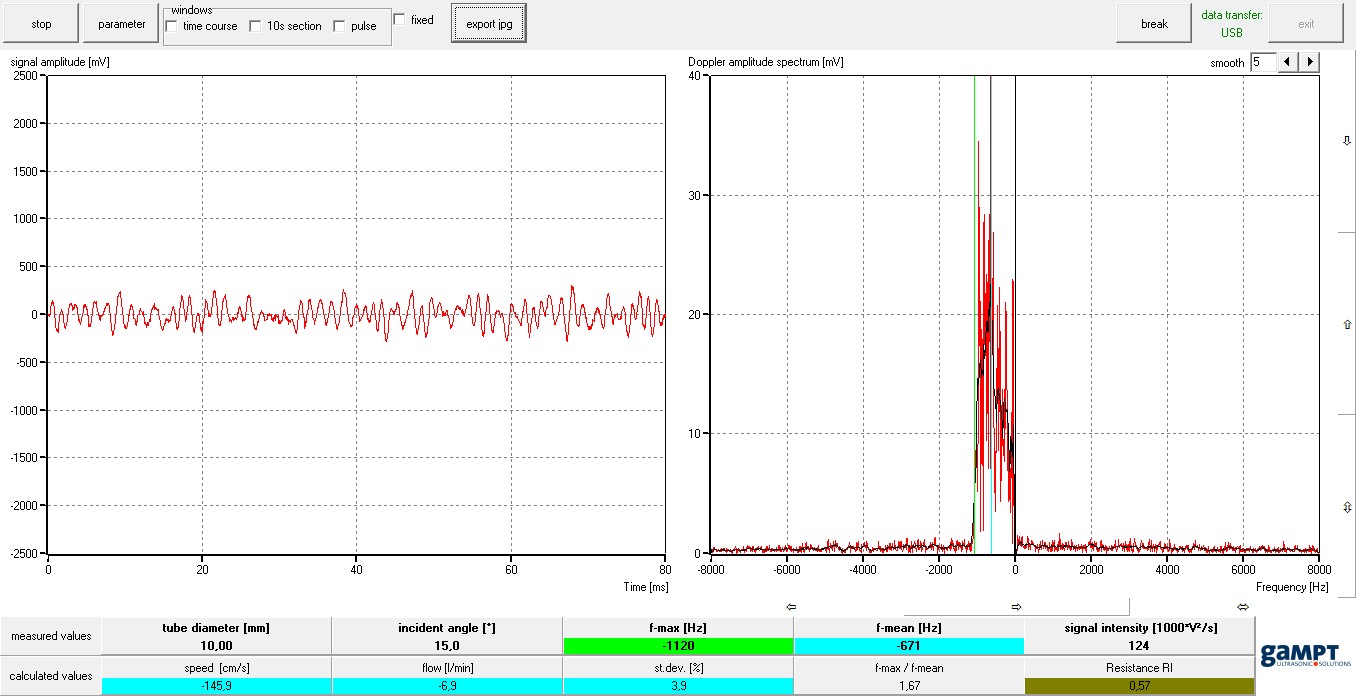 stop
parameter
windows
time course
10s section
pulse
fixed
export jpg
break
data transfer:
USB
exit
signal amplitude [mV]
2500
2000
1500
1000
500
0
-500
-1000
-1500
-2000
-2500
0 20 40 60 80
Time [ms]
Doppler amplitude spectrum [mV]
smooth 5
40
30
20
10
0
-8000 -6000 -4000 -2000 0 2000 4000 6000 8000
Frequency [Hz]
measured values
tube diameter [mm]
10,00
incident angle [°]
15,0
f-max [Hz]
-1120
f-mean [Hz]
-671
signal intensity [1000*V²/s]
124
calculated values
speed [cm/s]
-145,9
flow [l/min]
-6,9
st.dev. [%]
3,9
f-max / f-mean
1,67
Resistance RI
0,57
gAMPT
ULTRASONIC SOLUTIONS